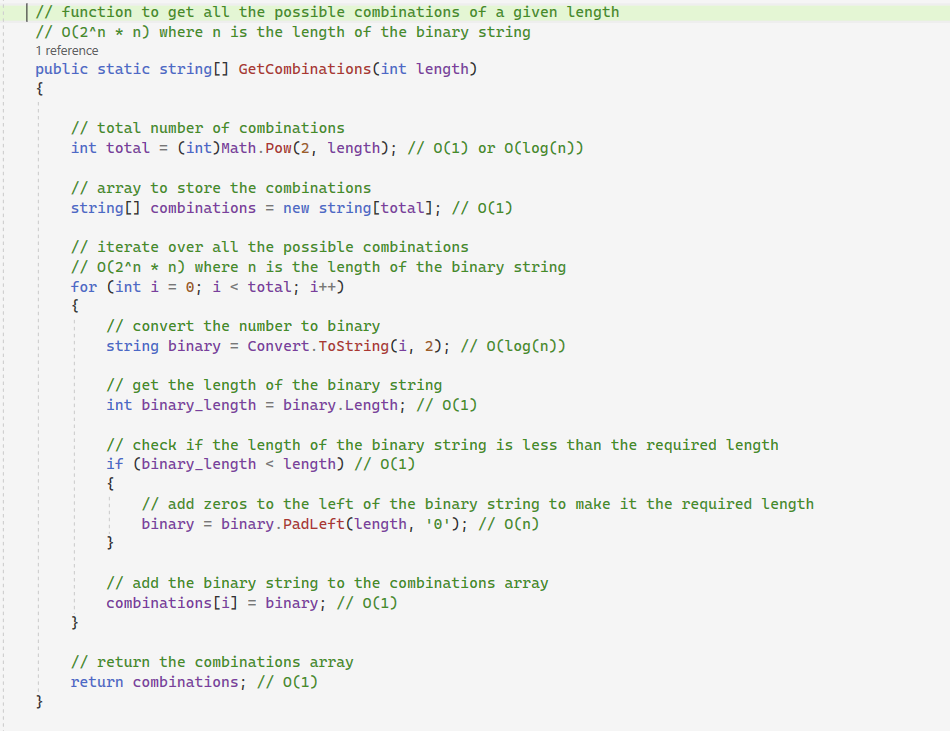 // function to get all the possible combinations of a given length
// O(2^n * n) where n is the length of the binary string
1 reference
public static string[] GetCombinations(int length)
{
// total number of combinations
int total = (int)Math.Pow(2, length); // O(1) or O(log(n))
// array to store the combinations
string[] combinations = new string[total]; // O(1)
// iterate over all the possible combinations
// O(2^n * n) where n is the length of the binary string
for (int i = 0; i < total; i++)
{
// convert the number to binary
string binary = Convert.ToString(i, 2); // O(log(n))
// get the length of the binary string
int binary_length = binary.Length; // O(1)
// check if the length of the binary string is less than the required length
if (binary_length < length) // O(1)
{
// add zeros to the left of the binary string to make it the required length
binary = binary.PadLeft(length, '0'); // O(n)
}
// add the binary string to the combinations array
combinations[i] = binary; // O(1)
}
// return the combinations array
return combinations; // O(1)
}